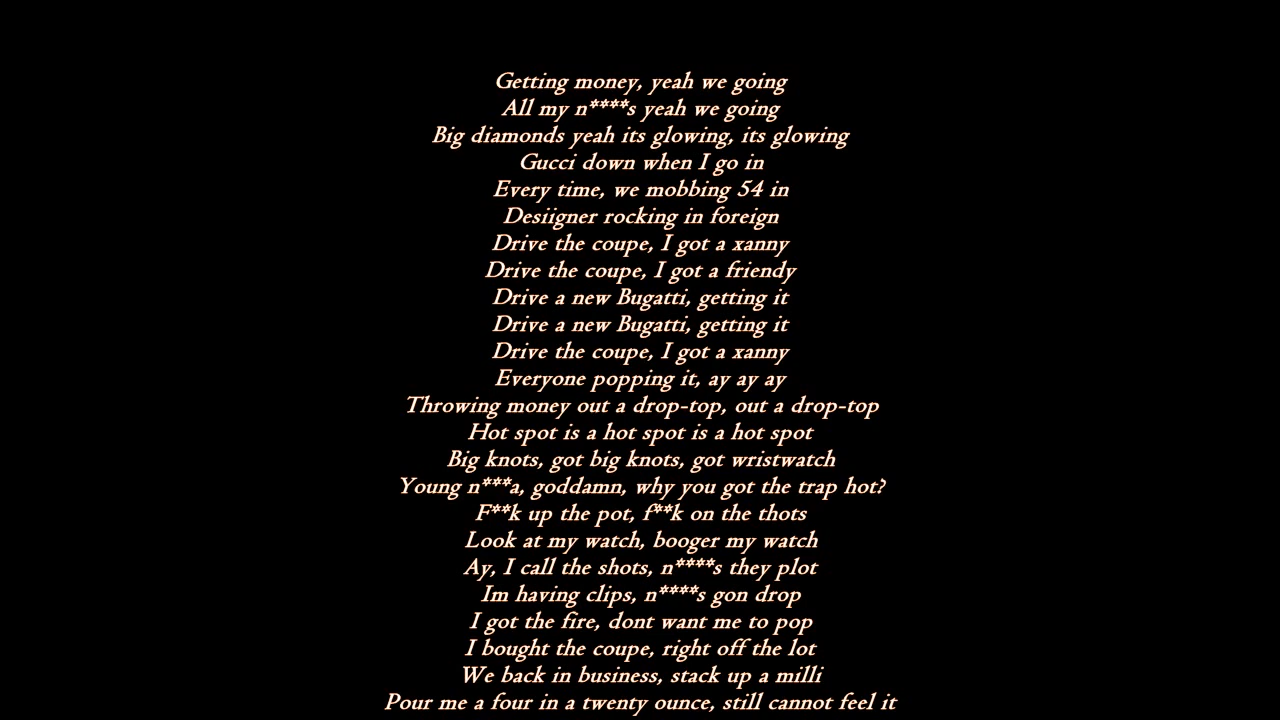 Getting money, yeah we going
All my n****s yeah we going
Big diamonds yeah its glowing, its glowing
Gucci down when I go in
Every time, we mobbing 54 in
Desiigner rocking in foreign
Drive the coupe, I got a xanny
Drive the coupe, I got a friendy
Drive a new Bugatti, getting it
Drive a new Bugatti, getting it
Drive the coupe, I got a xanny
Everyone popping it, ay ay ay
Throwing money out a drop-top, out a drop-top
Hot spot is a hot spot is a hot spot
Big knots, got big knots, got wristwatch
Young n***a, goddamn, why you got the trap hot?
F**k up the pot, f**k on the thots
Look at my watch, booger my watch
Ay, I call the shots, n****s they plot
Im having clips, n****s gon drop
I got the fire, dont want me to pop
I bought the coupe, right off the lot
We back in business, stack up a milli
Pour me a four in a twenty ounce, still cannot feel it